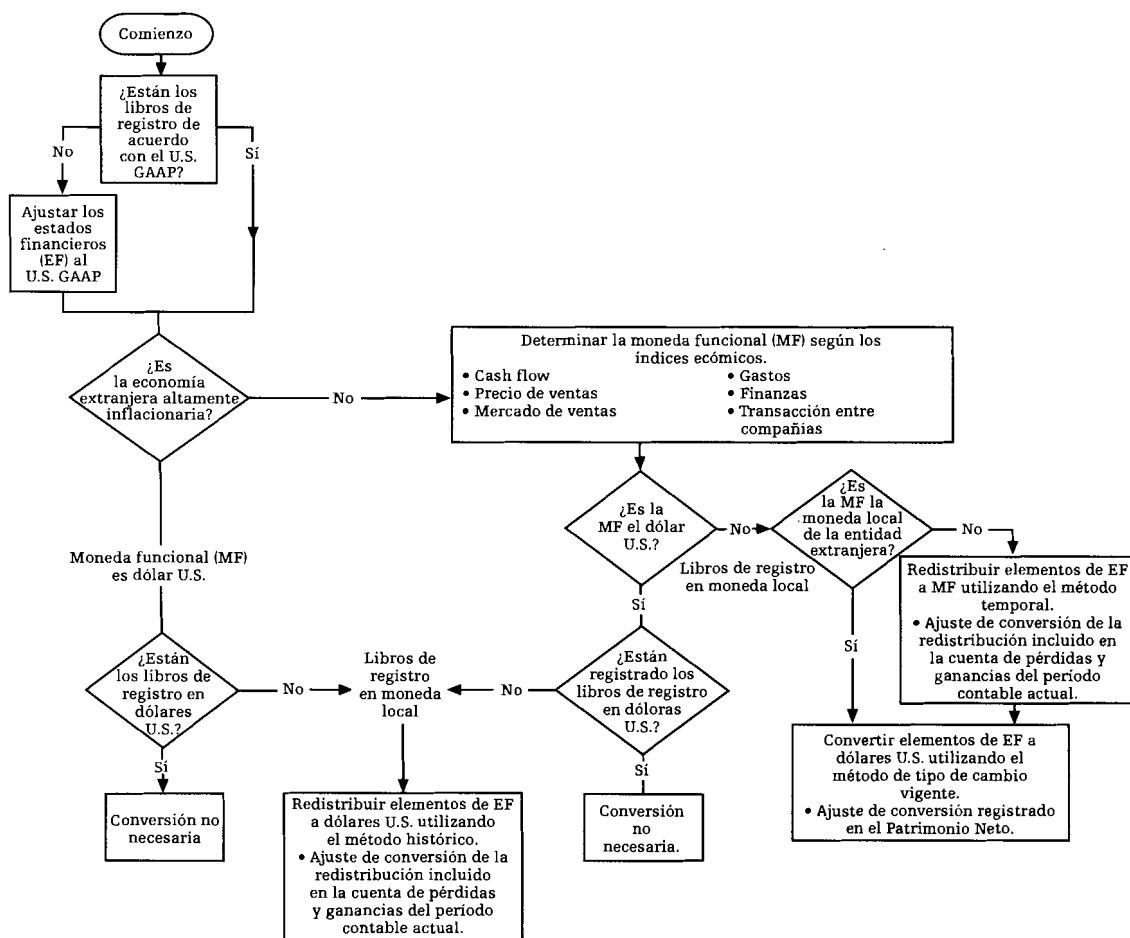 Comienzo
¿Están los
libros de
registro de
acuerdo
con el U.S.
GAAP?
No
Sí
Ajustar los
estados
financieros
(EF) al
U.S. GAAP
¿Es
la economía
extranjera altamente
inflacionaria?
No
Determinar la moneda funcional (MF) según los
índices ecómicos.
• Cash flow
• Precio de ventas
• Mercado de ventas
• Gastos
• Finanzas
• Transacción entre
compañias
¿Es la
MF el dólar
U.S.?
No
Libros de registro
en moneda local
¿Es
la MF la
moneda local
de la entidad
extranjera?
No
Redistribuir elementos de EF
a MF utilizando el método
temporal.
• Ajuste de conversión de la
redistribución incluido en
la cuenta de pérdidas y
ganancias del período
contable actual.
Sí
Moneda funcional (MF)
es dólar U.S.
Sí
¿Están
los libros de
registro en
dólares
U.S.?
No
Libros de
registro
en moneda
local
No
¿Están
registrado los
libros de registro
en dóloras
U.S.?
Convertir elementos de EF a
dólares U.S. utilizando el
método de tipo de cambio
vigente.
• Ajuste de conversión registrado
en el Patrimonio Neto.
Sí
Conversión no
necesaria
Redistribuir elementos de EF
a dólares U.S. utilizando
el método histórico.
• Ajuste de conversión de la
redistribución incluido
en la cuenta de pérdidas
y ganancias del período
contable actual.
Sí
Conversión
no
necesaria.